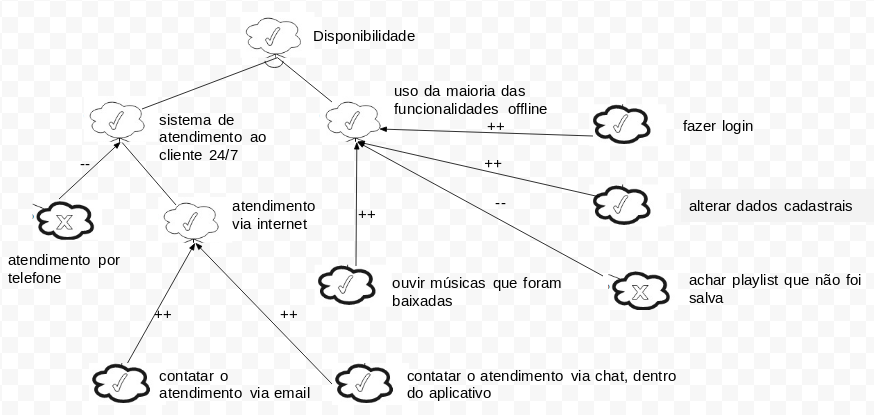 Disponibilidade
uso da maioria das
funcionalidades offline
sistema de
atendimento ao
cliente 24/7
++
fazer login
--
++
atendimento
via internet
++
--
alterar dados cadastrais
atendimento por
telefone
ouvir músicas que foram
baixadas
achar playlist que não foi
salva
++
++
contatar o
atendimento via email
contatar o atendimento via chat, dentro
do aplicativo